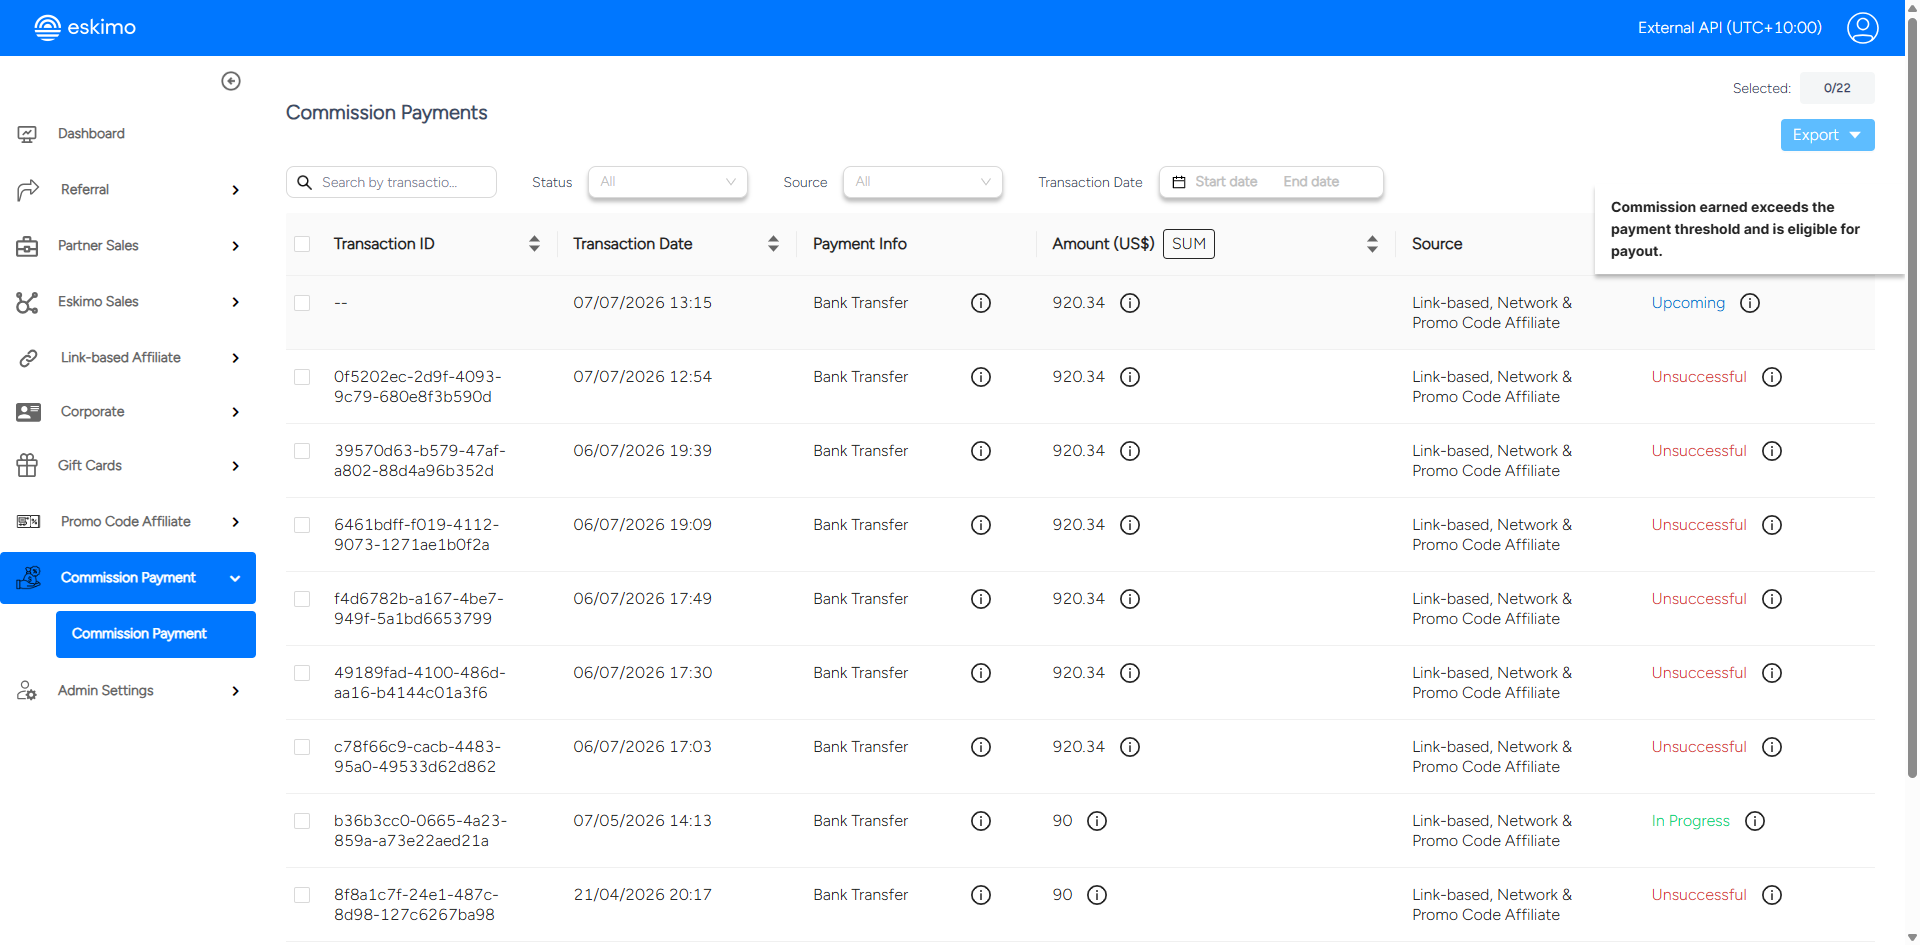 eskimo
External API (UTC+10:00)
Selected: 0/22
Commission Payments
Export
Dashboard
Referral
Partner Sales
Eskimo Sales
Link-based Affiliate
Corporate
Gift Cards
Promo Code Affiliate
Commission Payment
Commission Payment
Admin Settings
Search by transactio...
Status All
Source All
Transaction Date Start date End date
Commission earned exceeds the
payment threshold and is eligible for
payout.
Transaction ID Transaction Date Payment Info Amount (US$) SUM Source
-- 07/07/2026 13:15 Bank Transfer 920.34 Link-based, Network & Upcoming
Promo Code Affiliate
0f5202ec-2d9f-4093- 07/07/2026 12:54 Bank Transfer 920.34 Link-based, Network & Unsuccessful
9c79-680e8f3b590d Promo Code Affiliate
39570d63-b579-47af- 06/07/2026 19:39 Bank Transfer 920.34 Link-based, Network & Unsuccessful
a802-88d4a96b352d Promo Code Affiliate
6461bdff-f019-4112- 06/07/2026 19:09 Bank Transfer 920.34 Link-based, Network & Unsuccessful
9073-1271ae1b0f2a Promo Code Affiliate
f4d6782b-a167-4be7- 06/07/2026 17:49 Bank Transfer 920.34 Link-based, Network & Unsuccessful
949f-5a1bd6653799 Promo Code Affiliate
49189fad-4100-486d- 06/07/2026 17:30 Bank Transfer 920.34 Link-based, Network & Unsuccessful
aa16-b4144c01a3f6 Promo Code Affiliate
c78f66c9-cacb-4483- 06/07/2026 17:03 Bank Transfer 920.34 Link-based, Network & Unsuccessful
95a0-49533d62d862 Promo Code Affiliate
b36b3cc0-0665-4a23- 07/05/2026 14:13 Bank Transfer 90 Link-based, Network & In Progress
859a-a73e22aed21a Promo Code Affiliate
8f8a1c7f-24e1-487c- 21/04/2026 20:17 Bank Transfer 90 Link-based, Network & Unsuccessful
8d98-127c6267ba98 Promo Code Affiliate